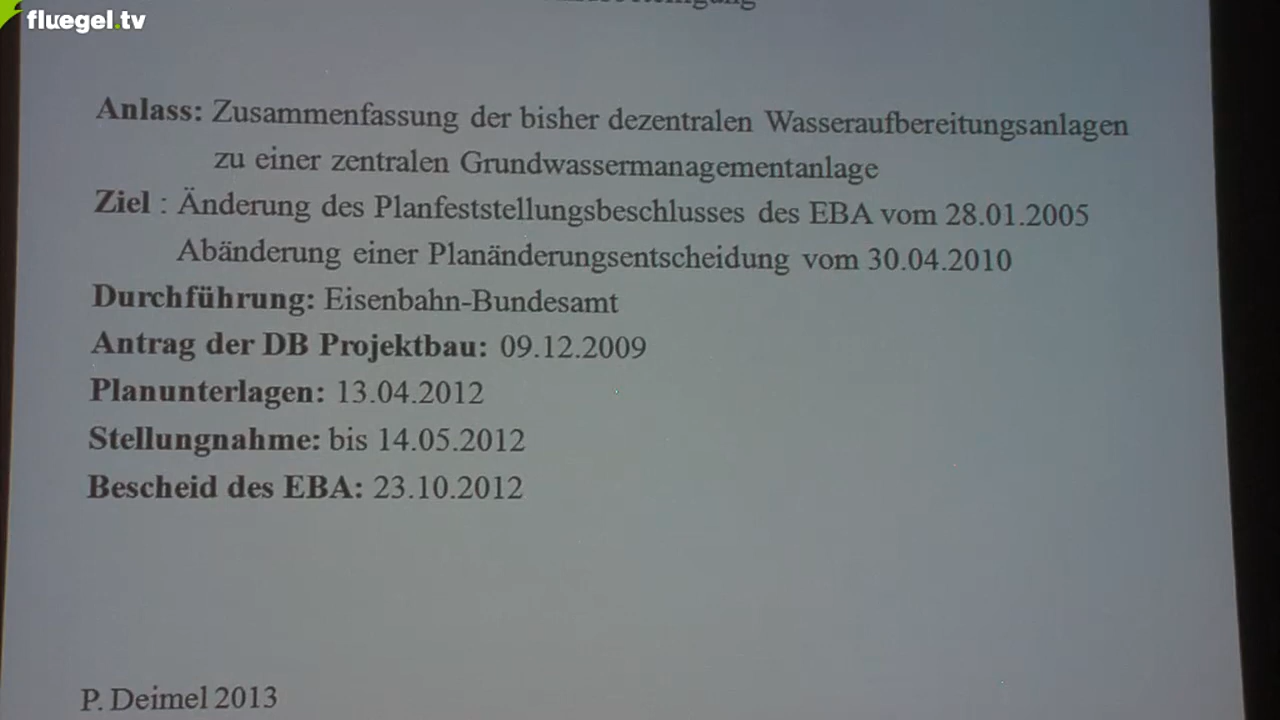 fluegel.tv
Anlass: Zusammenfassung der bisher dezentralen Wasseraufbereitungsanlagen
zu einer zentralen Grundwassermanagementanlage
Ziel : Änderung des Planfeststellungsbeschlusses des EBA vom 28.01.2005
Abänderung einer Planänderungsentscheidung vom 30.04.2010
Durchführung: Eisenbahn-Bundesamt
Antrag der DB Projektbau: 09.12.2009
Planunterlagen: 13.04.2012
Stellungnahme: bis 14.05.2012
Bescheid des EBA: 23.10.2012
P. Deimel 2013